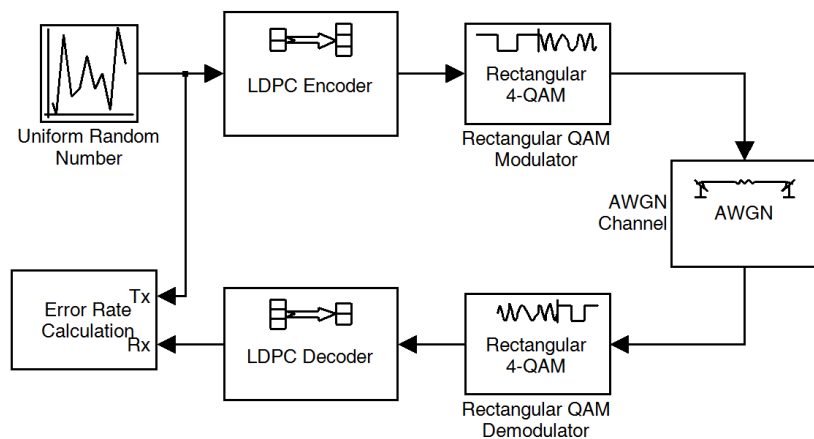 Uniform Random
Number
LDPC Encoder
Rectangular
4-QAM
Rectangular QAM
Modulator
AWGN
Channel
AWGN
Error Rate
Calculation
Tx
Rx
LDPC Decoder
Rectangular
4-QAM
Rectangular QAM
Demodulator